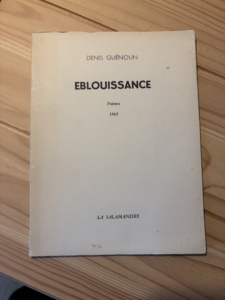 DENIS GUÉNOUN
EBLOUISSANCE
Poèmes
1963
LA SALAMANDRE